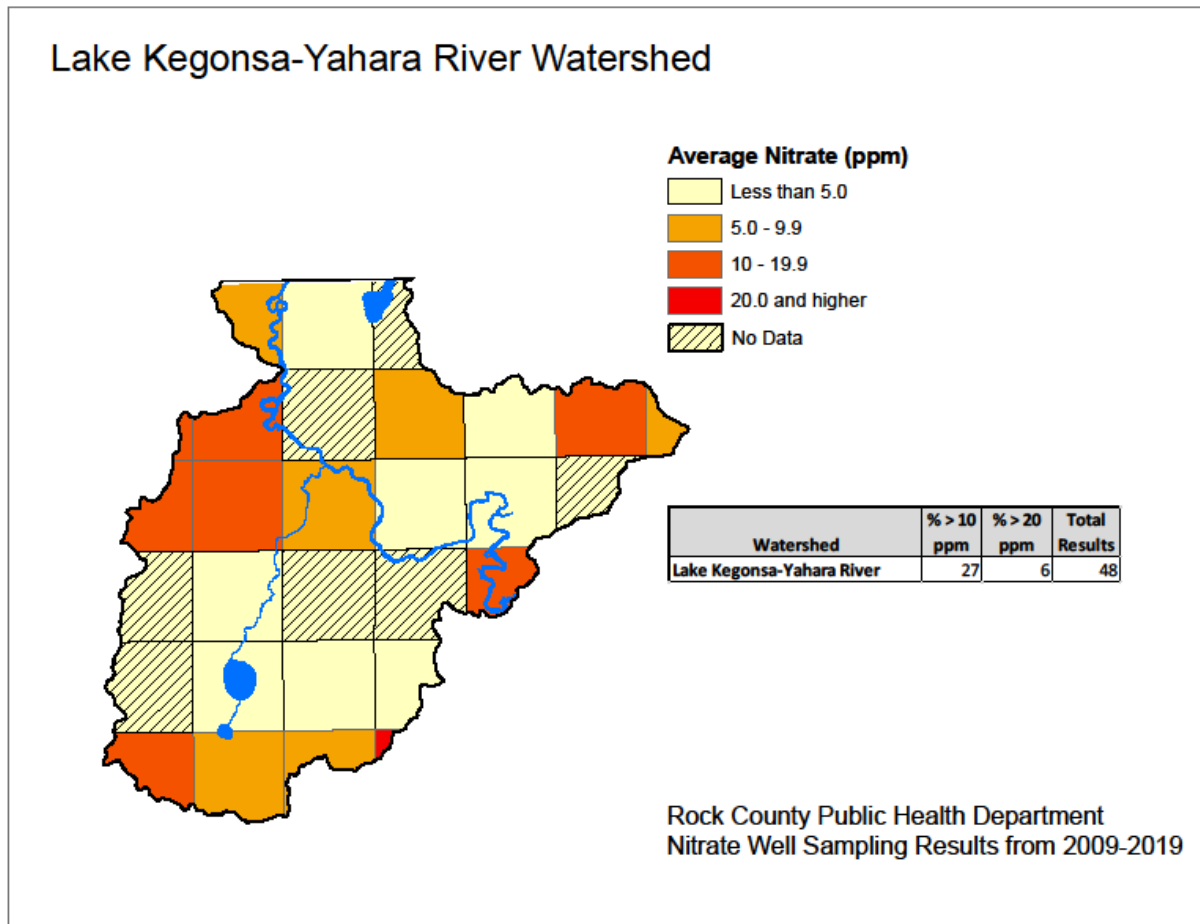 Lake Kegonsa-Yahara River Watershed
Average Nitrate (ppm)
Less than 5.0
5.0 - 9.9
10 - 19.9
20.0 and higher
No Data
Watershed % > 10 ppm % > 20 ppm Total Results
Lake Kegonsa-Yahara River 27 6 48
Rock County Public Health Department
Nitrate Well Sampling Results from 2009-2019